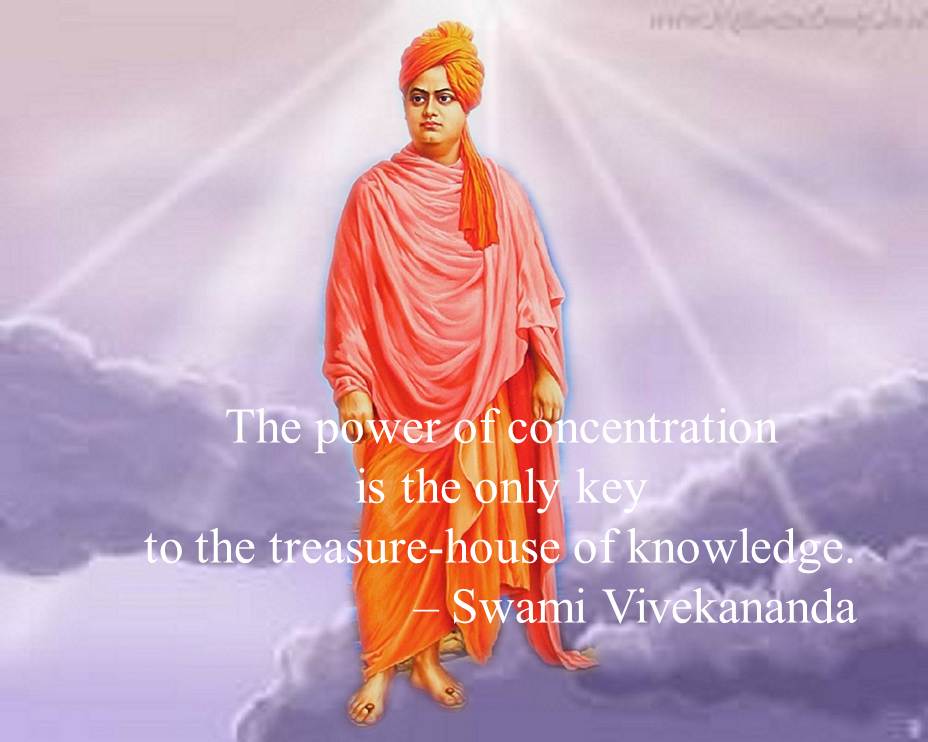 The power of concentration
is the only key
to the treasure-house of knowledge.
– Swami Vivekananda